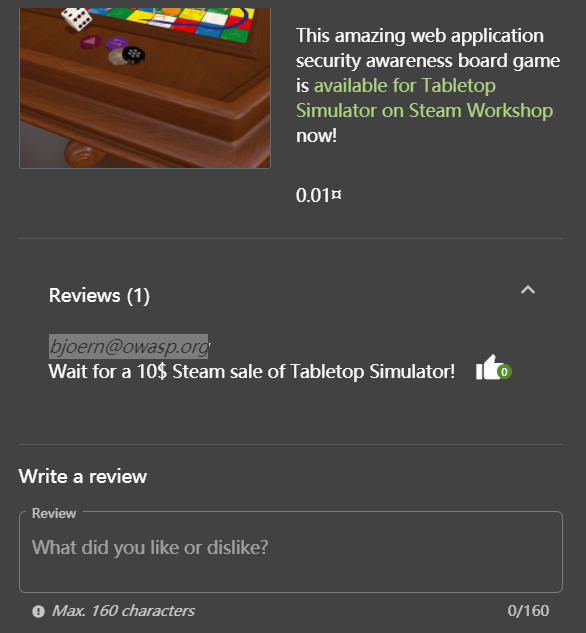 This amazing web application
security awareness board game
is available for Tabletop
Simulator on Steam Workshop
now!
0.01¤
Reviews (1)
bjoern@owasp.org
Wait for a 10$ Steam sale of Tabletop Simulator!
0
Write a review
Review
What did you like or dislike?
Max. 160 characters
0/160